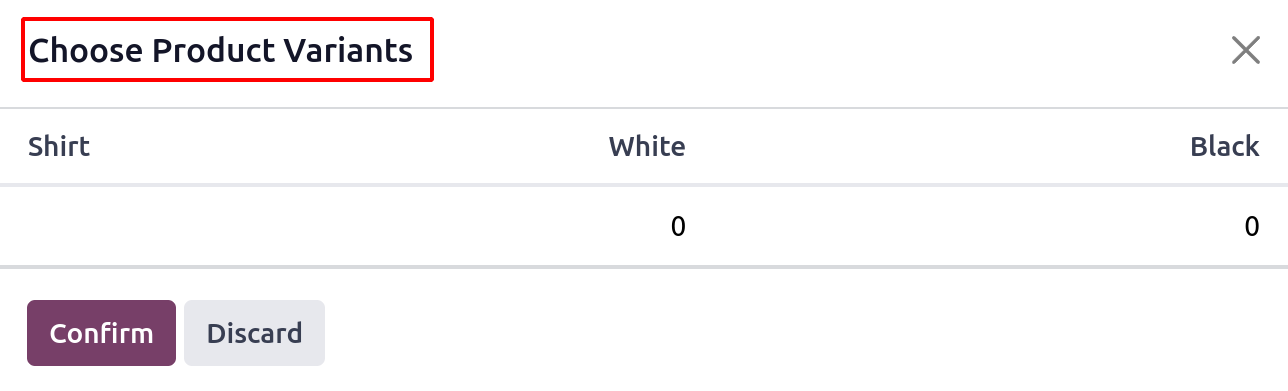 Choose Product Variants
Shirt White Black
0 0
Confirm Discard